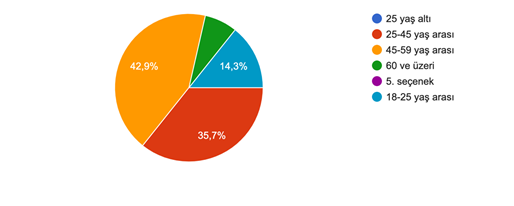 25 yaş altı
25-45 yaş arası
45-59 yaş arası
60 ve üzeri
5. seçenek
18-25 yaş arası
42,9%
14,3%
35,7%